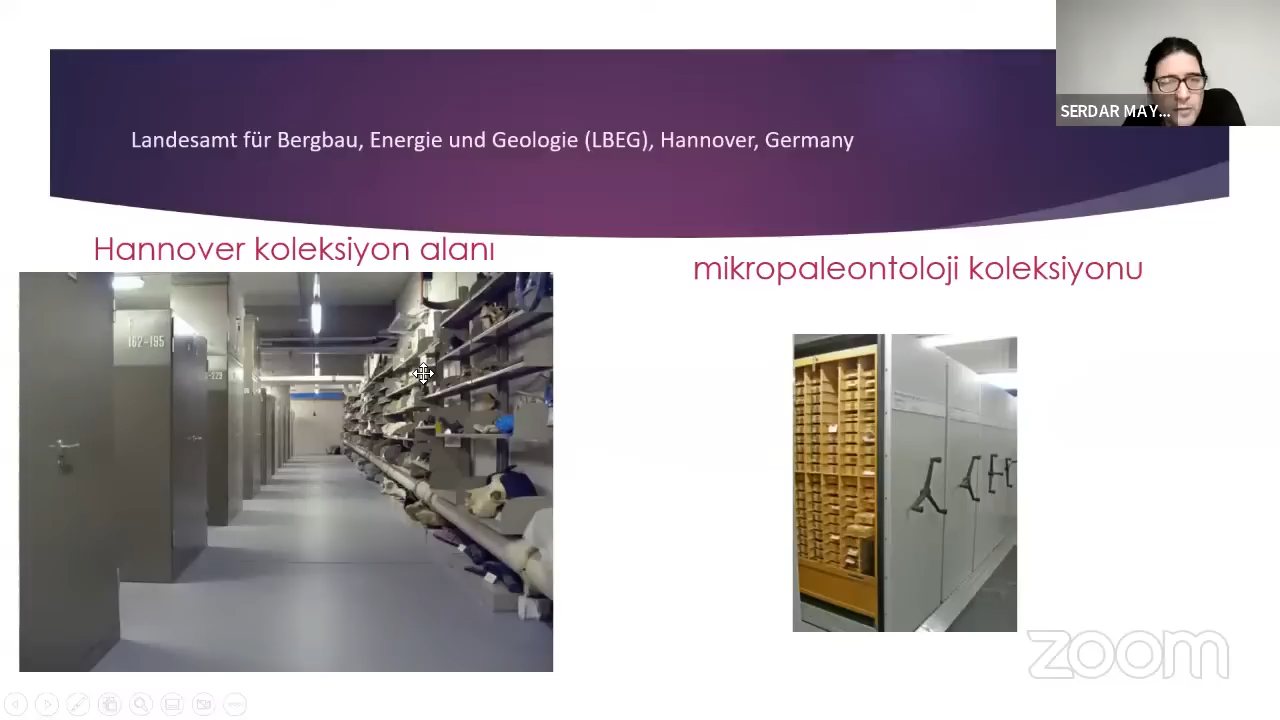 Landesamt für Bergbau, Energie und Geologie (LBEG), Hannover, Germany
SERDAR MAY...
Hannover koleksiyon alanı
mikropaleontoloji koleksiyonu
162-195
zoom